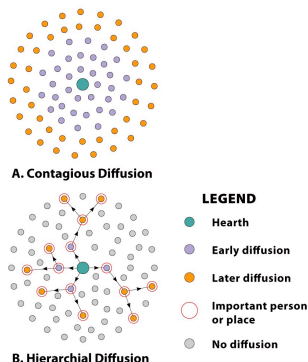 A. Contagious Diffusion
LEGEND
Hearth
Early diffusion
Later diffusion
Important person
or place
No diffusion
B. Hierarchial Diffusion